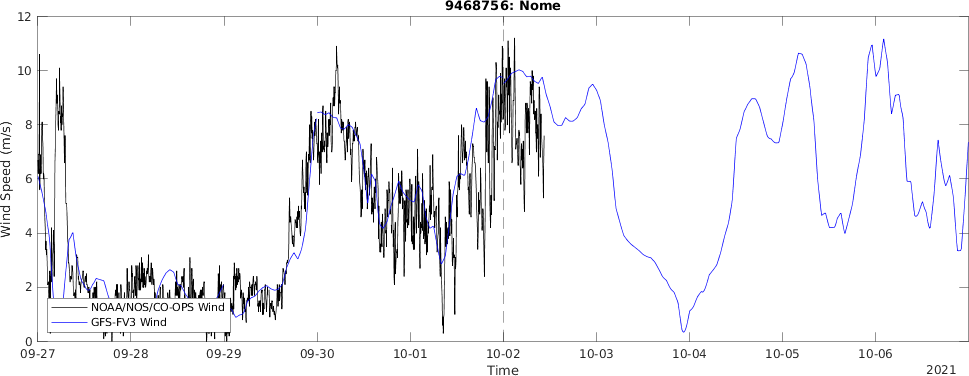 9468756: Nome
12
10
8
6
4
2
0
Wind Speed (m/s)
NOAA/NOS/CO-OPS Wind
GFS-FV3 Wind
09-27 09-28 09-29 09-30 10-01 10-02 10-03 10-04 10-05 10-06
Time
2021